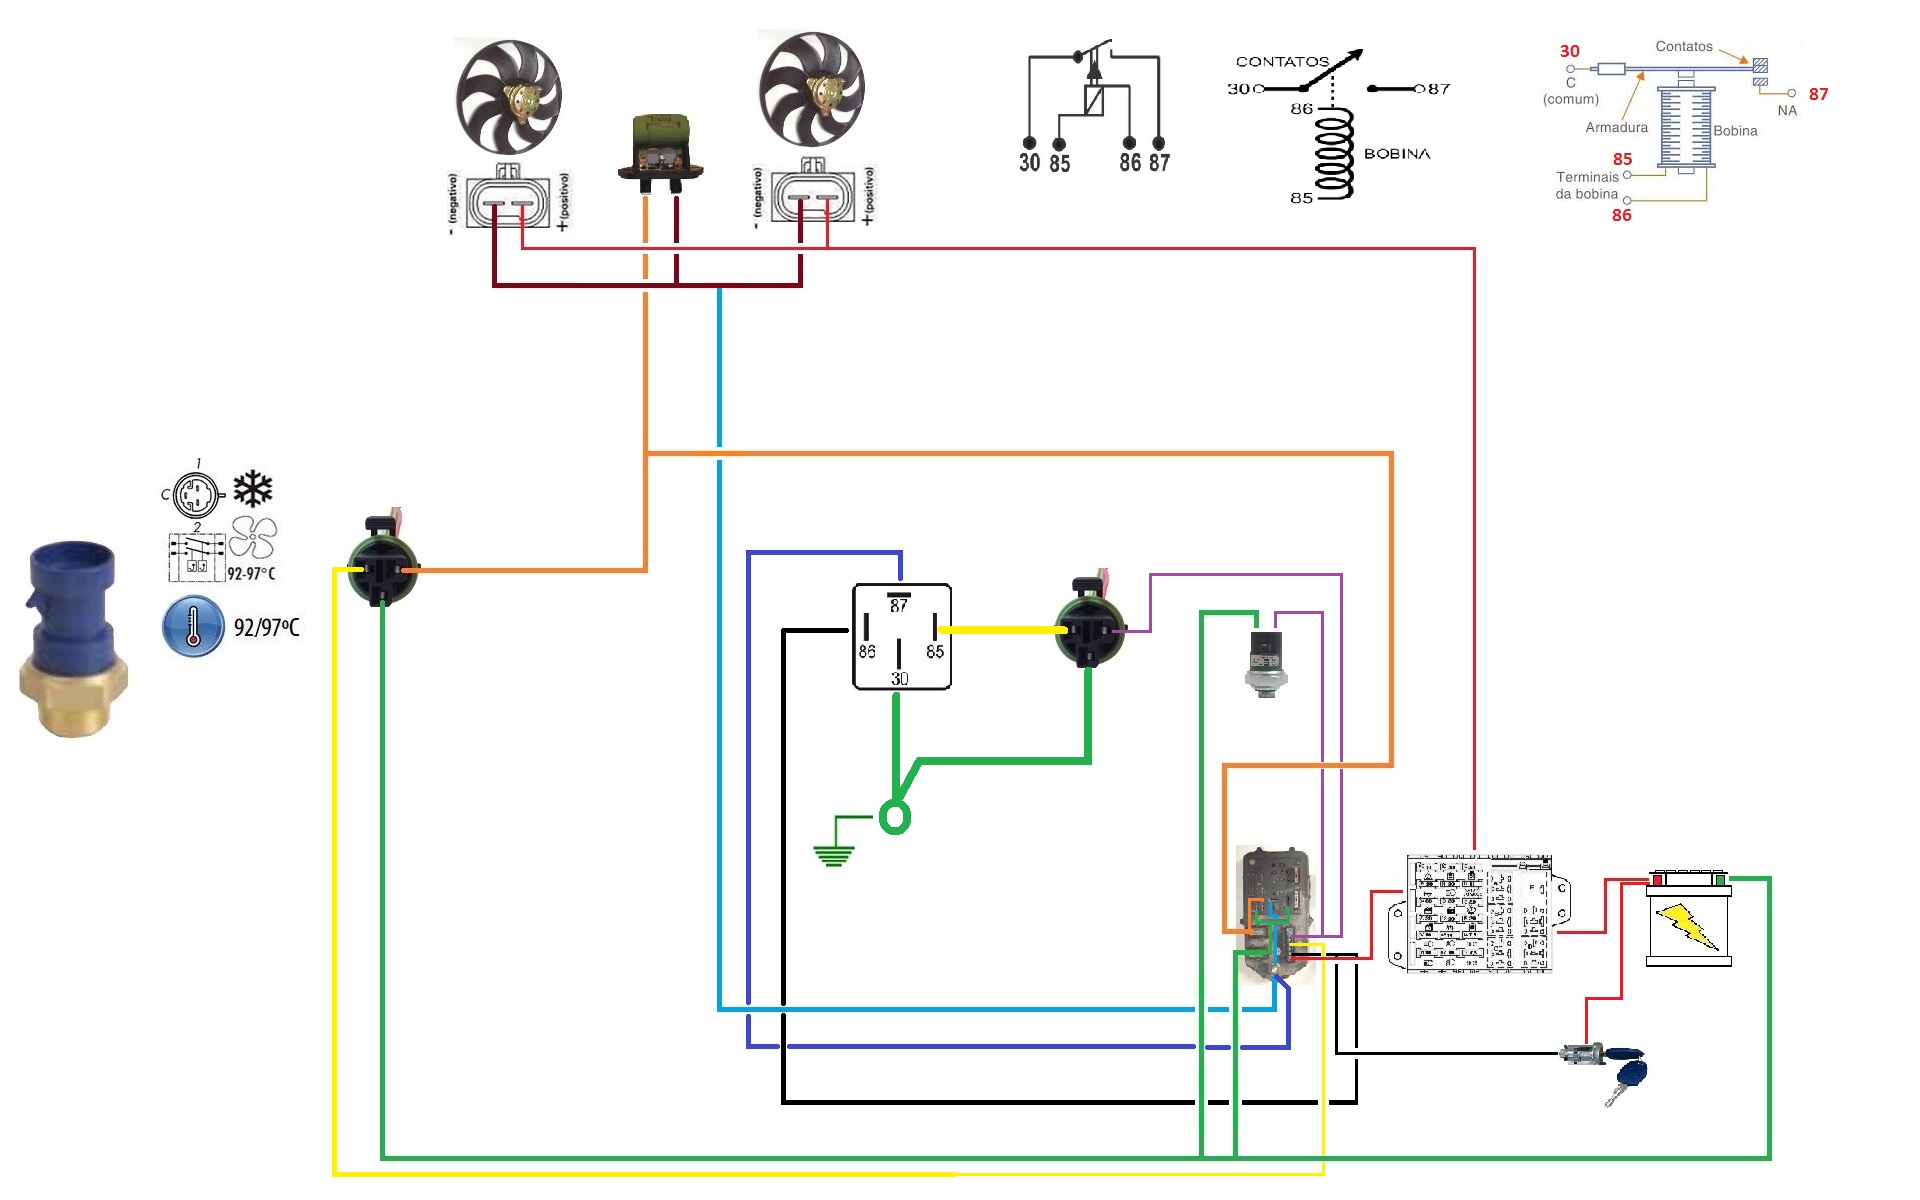 - (negativo)
+ (positivo)
- (negativo)
+ (positivo)
30 85 86 87
CONTATOS
30 87
86
BOBINA
85
Contatos
30
C
(comum)
87
NA
Armadura
Bobina
85
Terminais
da bobina
86
1
C
2
92-97°C
92/97ºC
87
86 85
30